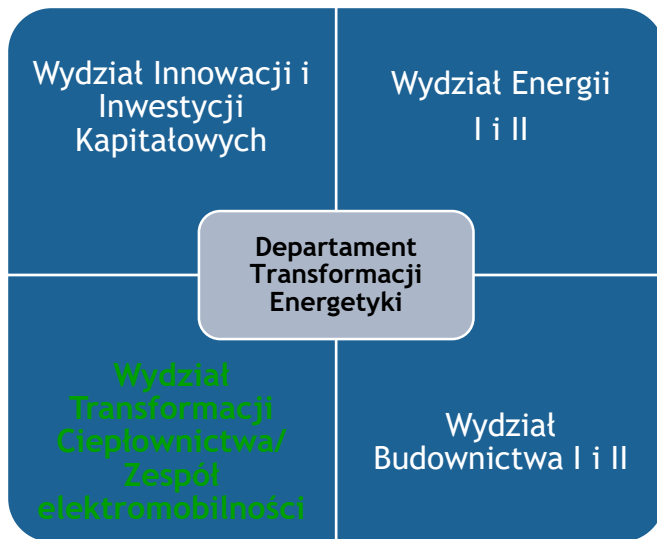 Wydział Innowacji i
Inwestycji
Kapitałowych
Wydział Energii
I i II
Departament
Transformacji
Energetyki
Wydział
Transformacji
Ciepłownictwa/
Zespół
elektromobilności
Wydział
Budownictwa I i II